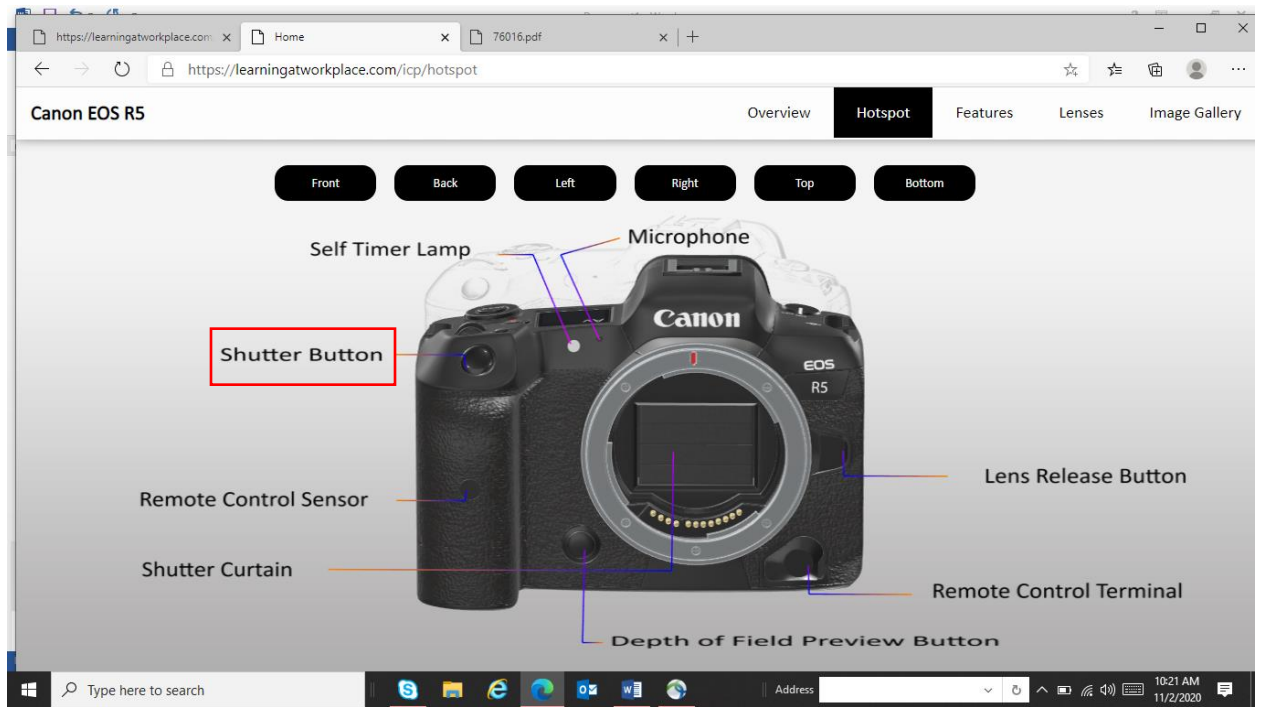 https://learningatworkplace.com
Home
76016.pdf
https://learningatworkplace.com/icp/hotspot
Canon EOS R5
Overview
Hotspot
Features
Lenses
Image Gallery
Front
Back
Left
Right
Top
Bottom
Self Timer Lamp
Microphone
Canon
Shutter Button
EOS
R5
Lens Release Button
Remote Control Sensor
Shutter Curtain
Remote Control Terminal
Depth of Field Preview Button
Type here to search
Address
10:21 AM
11/2/2020